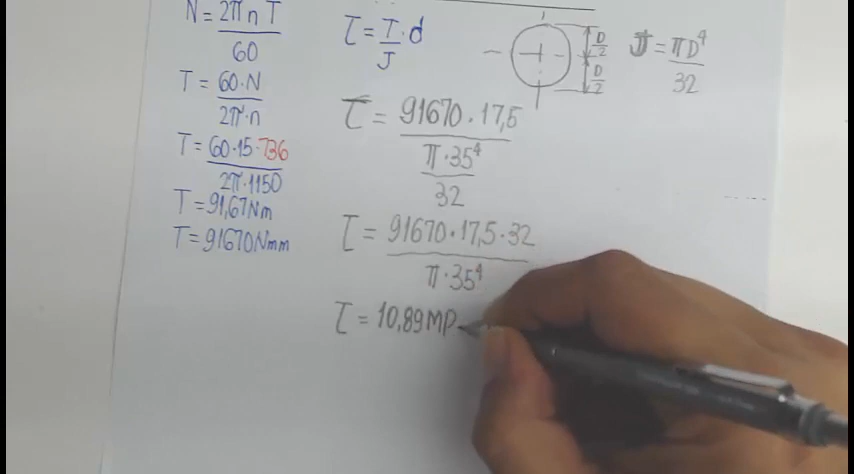 N = 2πnT / 60
T = 60·N / 2π·n
T = 60·15·736 / 2π·1150
T = 91,67Nm
T = 91670Nmm
τ = T/J · d
D/2
D/2
J = πD⁴ / 32
τ = 91670·17,5 / π·35⁴ / 32
τ = 91670·17,5·32 / π·35⁴
τ = 10,89MP